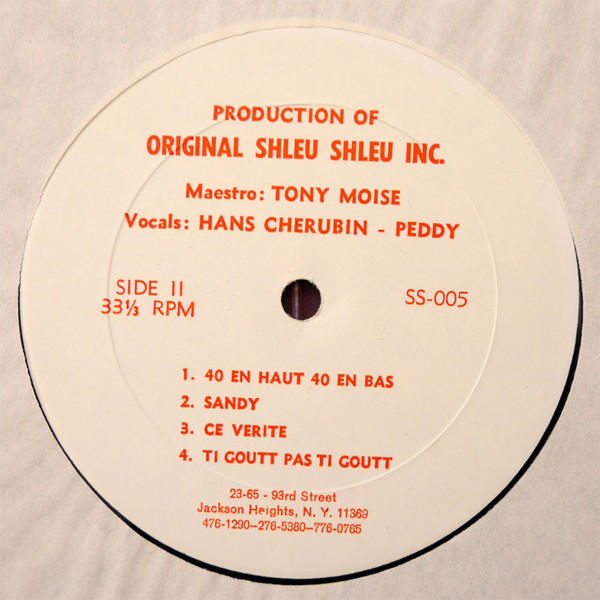 PRODUCTION OF
ORIGINAL SHLEU SHLEU INC.
Maestro: TONY MOISE
Vocals: HANS CHERUBIN - PEDDY
SIDE II
33⅓ RPM
SS-005
1. 40 EN HAUT 40 EN BAS
2. SANDY
3. CE VERITE
4. TI GOUTT PAS TI GOUTT
23-65 - 93rd Street
Jackson Heights, N. Y. 11369
476-1290-276-5380-776-0765